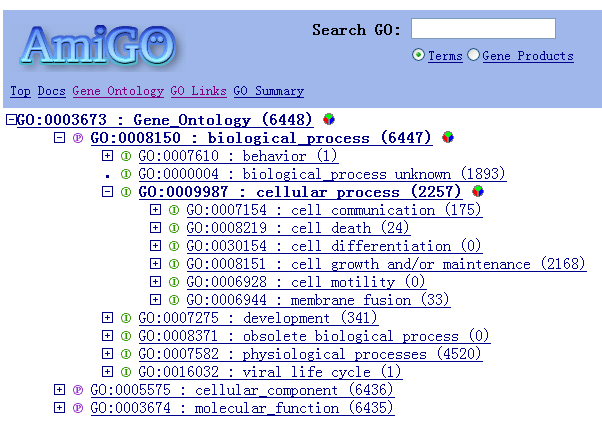 AmiGO
Search GO:
Terms Gene Products
Top Docs Gene Ontology GO Links GO Summary
GO:0003673 : Gene_Ontology (6448)
GO:0008150 : biological_process (6447)
GO:0007610 : behavior (1)
GO:0000004 : biological_process unknown (1893)
GO:0009987 : cellular process (2257)
GO:0007154 : cell communication (175)
GO:0008219 : cell death (24)
GO:0030154 : cell differentiation (0)
GO:0008151 : cell growth and/or maintenance (2168)
GO:0006928 : cell motility (0)
GO:0006944 : membrane fusion (33)
GO:0007275 : development (341)
GO:0008371 : obsolete biological process (0)
GO:0007582 : physiological processes (4520)
GO:0016032 : viral life cycle (1)
GO:0005575 : cellular_component (6436)
GO:0003674 : molecular_function (6435)